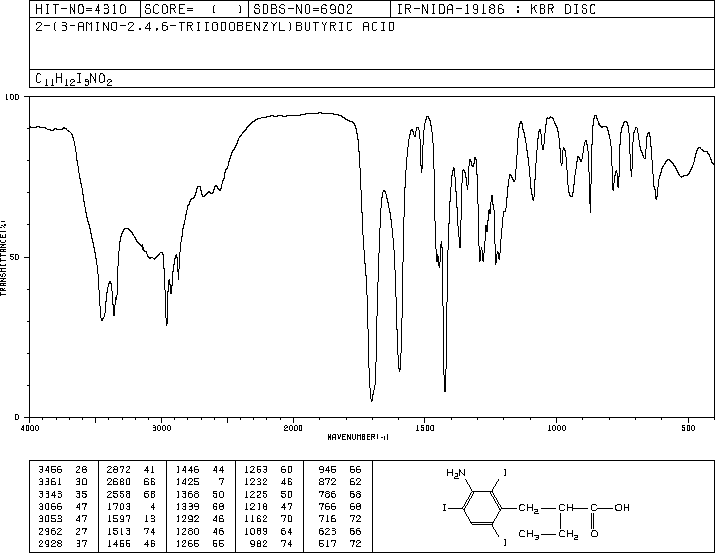 HIT-NO=4310 SCORE= ( ) SDBS-NO=6902 IR-NIDA-19186 : KBR DISC
2-(3-AMINO-2,4,6-TRIIODOBENZYL)BUTYRIC ACID
C11H12I3NO2
100
50
0
TRANSMITTANCE(%)
4000 3000 2000 1500 1000 500
WAVENUMBER(-1)
3456 28 2872 41 1446 44 1253 60 945 66
3361 30 2680 66 1425 7 1232 46 872 62
3343 35 2558 68 1368 50 1225 50 786 68
3066 47 1703 4 1339 68 1218 47 766 68
3053 47 1597 13 1292 46 1162 70 716 72
2962 27 1513 74 1280 46 1089 64 623 66
2928 37 1456 46 1265 55 982 74 517 72
H2N I
I CH2 CH C OH
I CH3 CH2 O